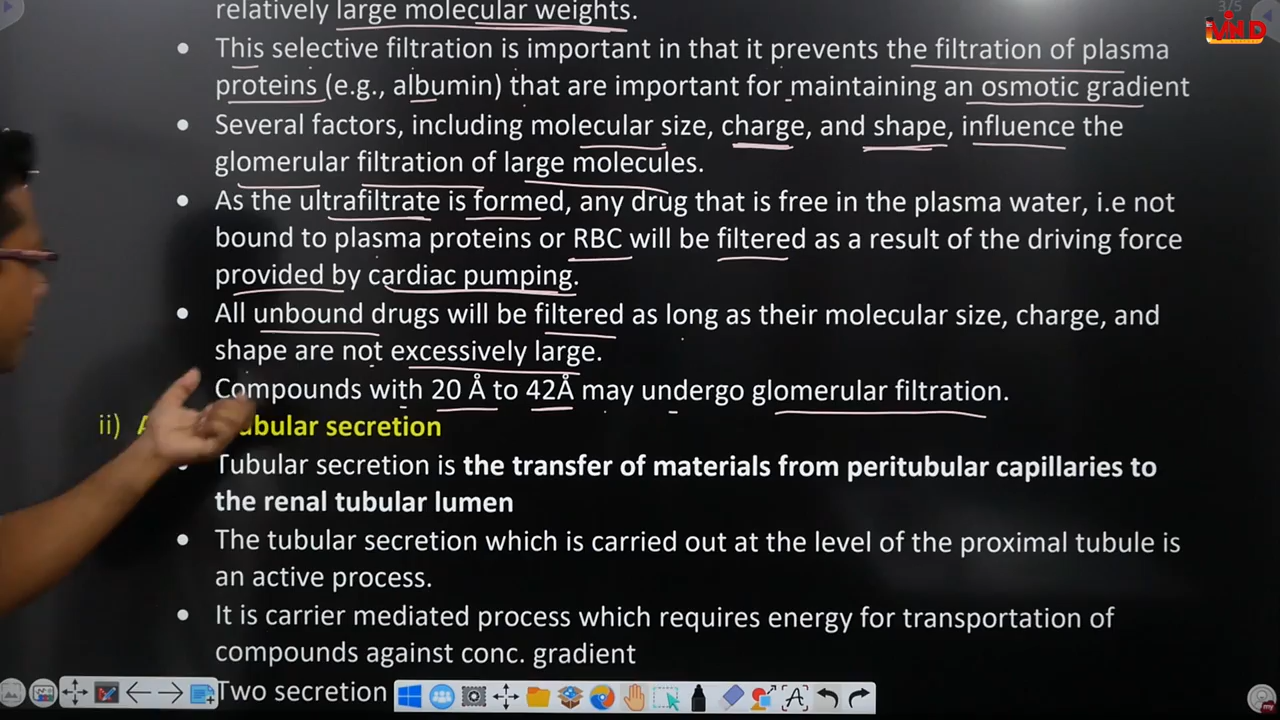 relatively large molecular weights.
3/5
• This selective filtration is important in that it prevents the filtration of plasma
proteins (e.g., albumin) that are important for maintaining an osmotic gradient
• Several factors, including molecular size, charge, and shape, influence the
glomerular filtration of large molecules.
• As the ultrafiltrate is formed, any drug that is free in the plasma water, i.e not
bound to plasma proteins or RBC will be filtered as a result of the driving force
provided by cardiac pumping.
• All unbound drugs will be filtered as long as their molecular size, charge, and
shape are not excessively large.
Compounds with 20 Å to 42Å may undergo glomerular filtration.
ii) tubular secretion
• Tubular secretion is the transfer of materials from peritubular capillaries to
the renal tubular lumen
• The tubular secretion which is carried out at the level of the proximal tubule is
an active process.
• It is carrier mediated process which requires energy for transportation of
compounds against conc. gradient
Two secretion